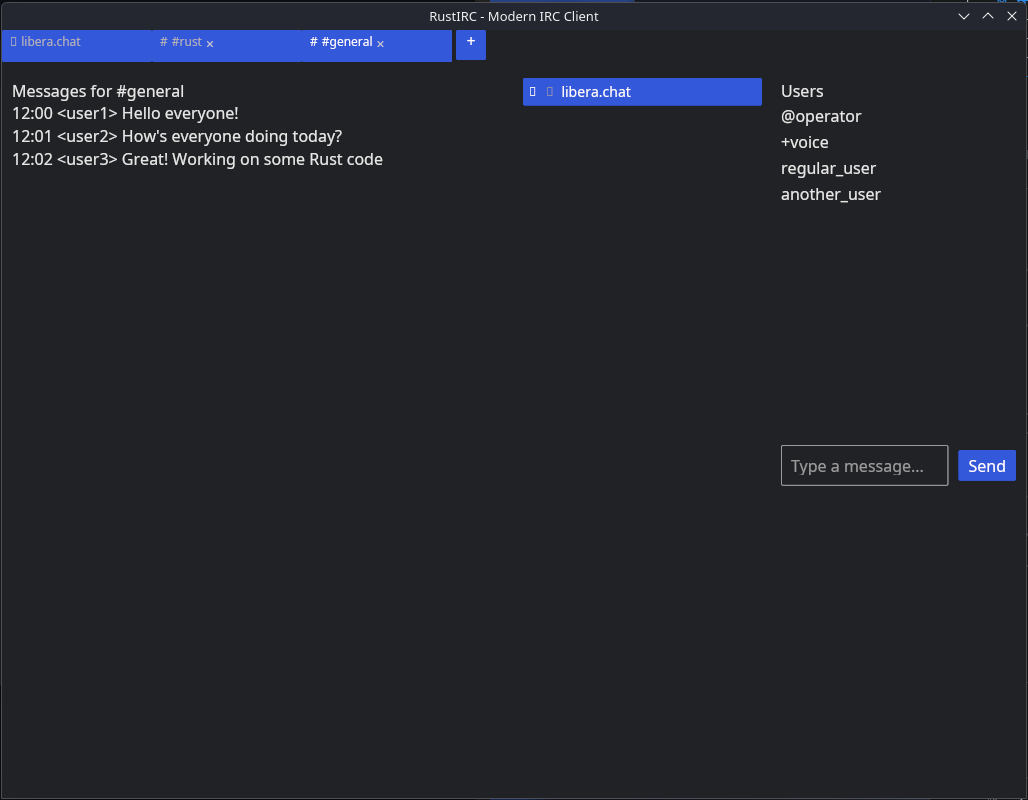 RustIRC - Modern IRC Client
libera.chat
# #rust ×
# #general ×
+
Messages for #general
12:00 <user1> Hello everyone!
12:01 <user2> How's everyone doing today?
12:02 <user3> Great! Working on some Rust code
libera.chat
Users
@operator
+voice
regular_user
another_user
Type a message...
Send